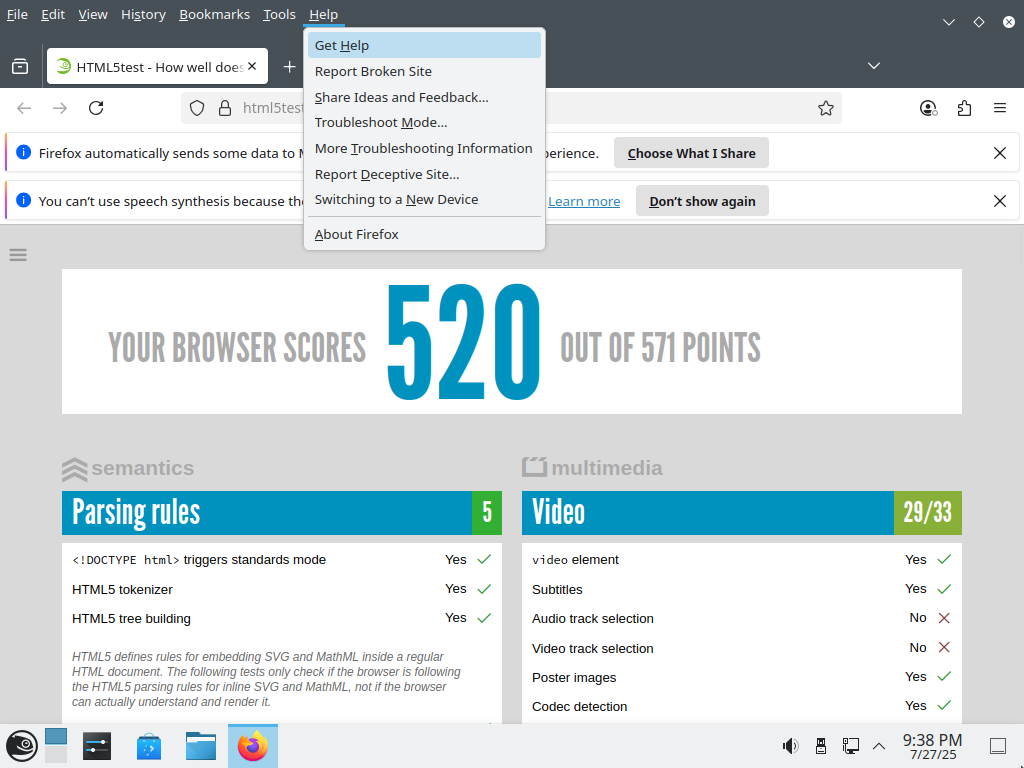 File Edit View History Bookmarks Tools Help
HTML5test - How well does
html5test
Get Help
Report Broken Site
Share Ideas and Feedback...
Troubleshoot Mode...
More Troubleshooting Information
Report Deceptive Site...
Switching to a New Device
About Firefox
Firefox automatically sends some data to perience. Choose What I Share
You can’t use speech synthesis because the Learn more Don’t show again
YOUR BROWSER SCORES 520 OUT OF 571 POINTS
semantics
Parsing rules 5
<!DOCTYPE html> triggers standards mode Yes
HTML5 tokenizer Yes
HTML5 tree building Yes
HTML5 defines rules for embedding SVG and MathML inside a regular
HTML document. The following tests only check if the browser is following
the HTML5 parsing rules for inline SVG and MathML, not if the browser
can actually understand and render it.
multimedia
Video 29/33
video element Yes
Subtitles Yes
Audio track selection No
Video track selection No
Poster images Yes
Codec detection Yes
9:38 PM
7/27/25